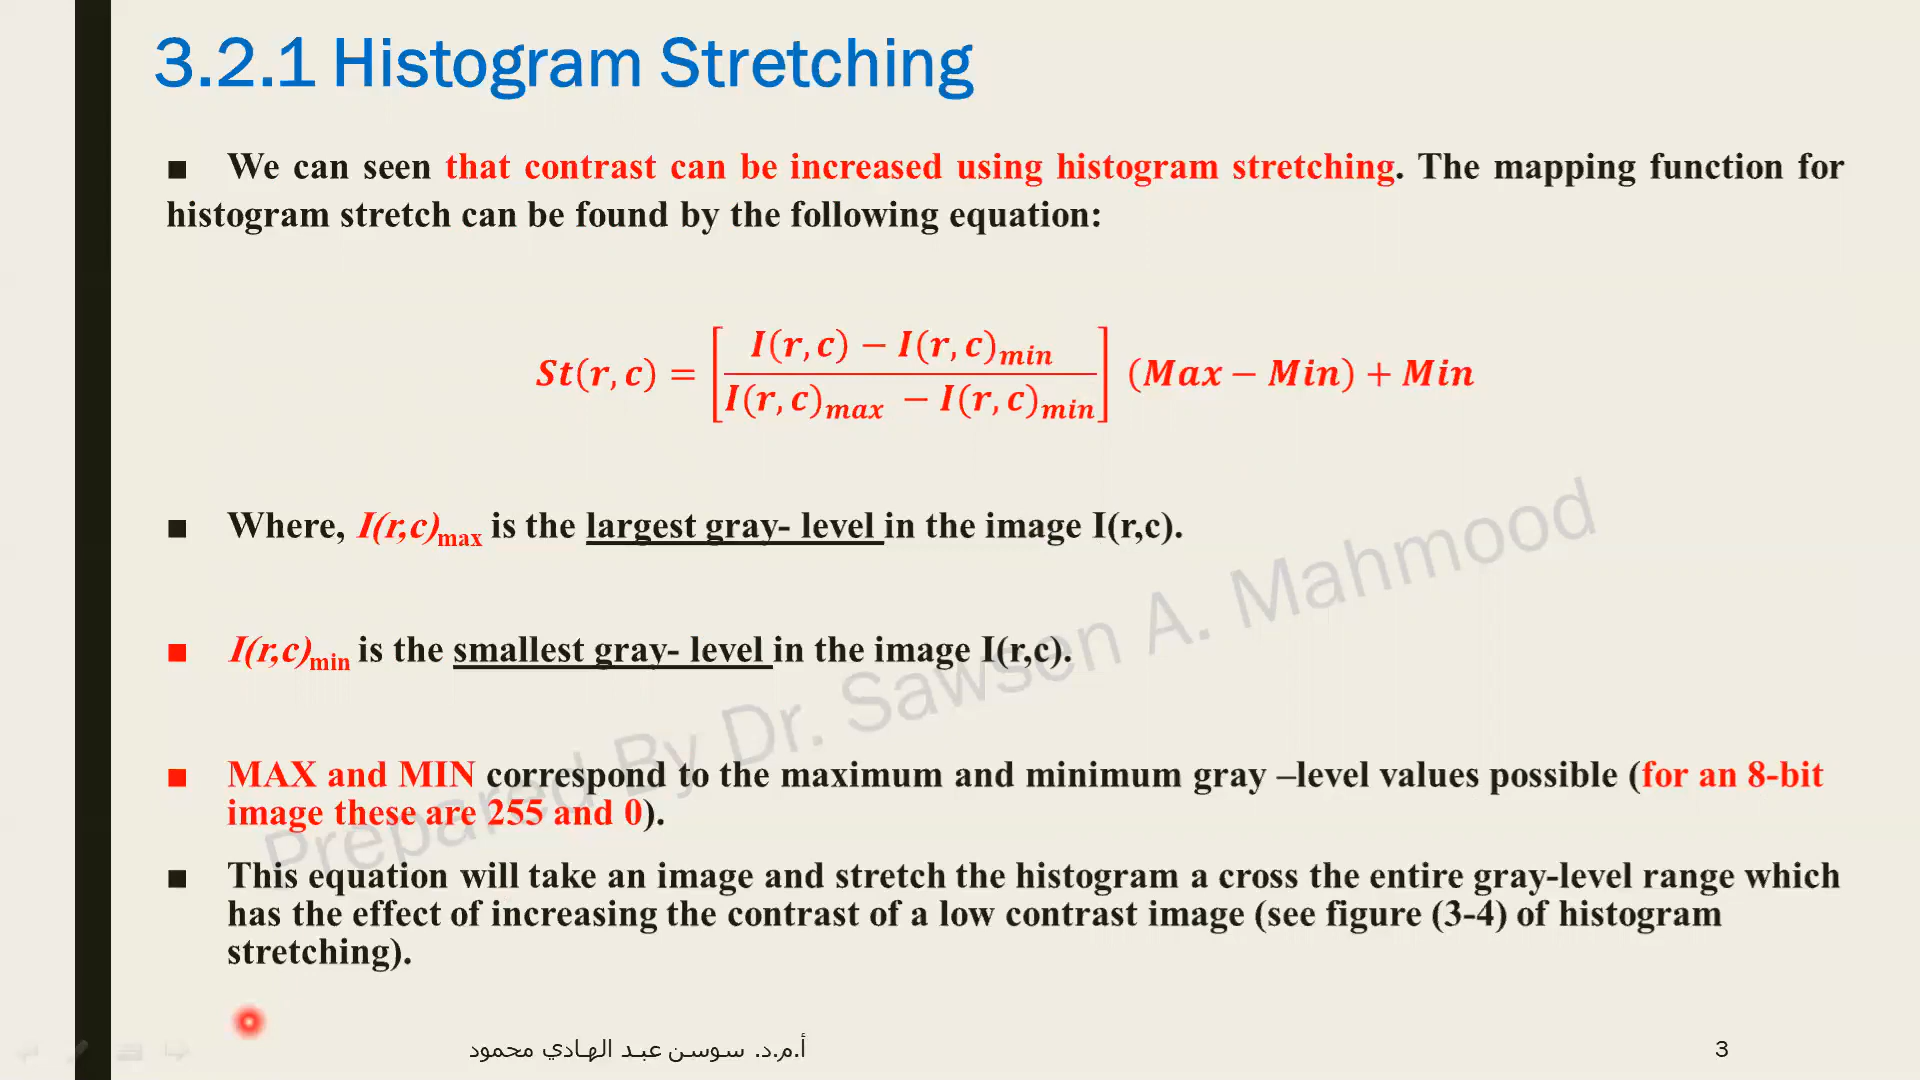 3.2.1 Histogram Stretching
■ We can seen that contrast can be increased using histogram stretching. The mapping function for
histogram stretch can be found by the following equation:
St(r,c) = [ I(r,c) − I(r,c)min / I(r,c)max − I(r,c)min ] (Max − Min) + Min
■ Where, I(r,c)max is the largest gray- level in the image I(r,c).
■ I(r,c)min is the smallest gray- level in the image I(r,c).
■ MAX and MIN correspond to the maximum and minimum gray –level values possible (for an 8-bit
image these are 255 and 0).
■ This equation will take an image and stretch the histogram a cross the entire gray-level range which
has the effect of increasing the contrast of a low contrast image (see figure (3-4) of histogram
stretching).
Prepared By Dr. Sawsen A. Mahmood
أ.م.د. سوسن عبد الهادي محمود
3